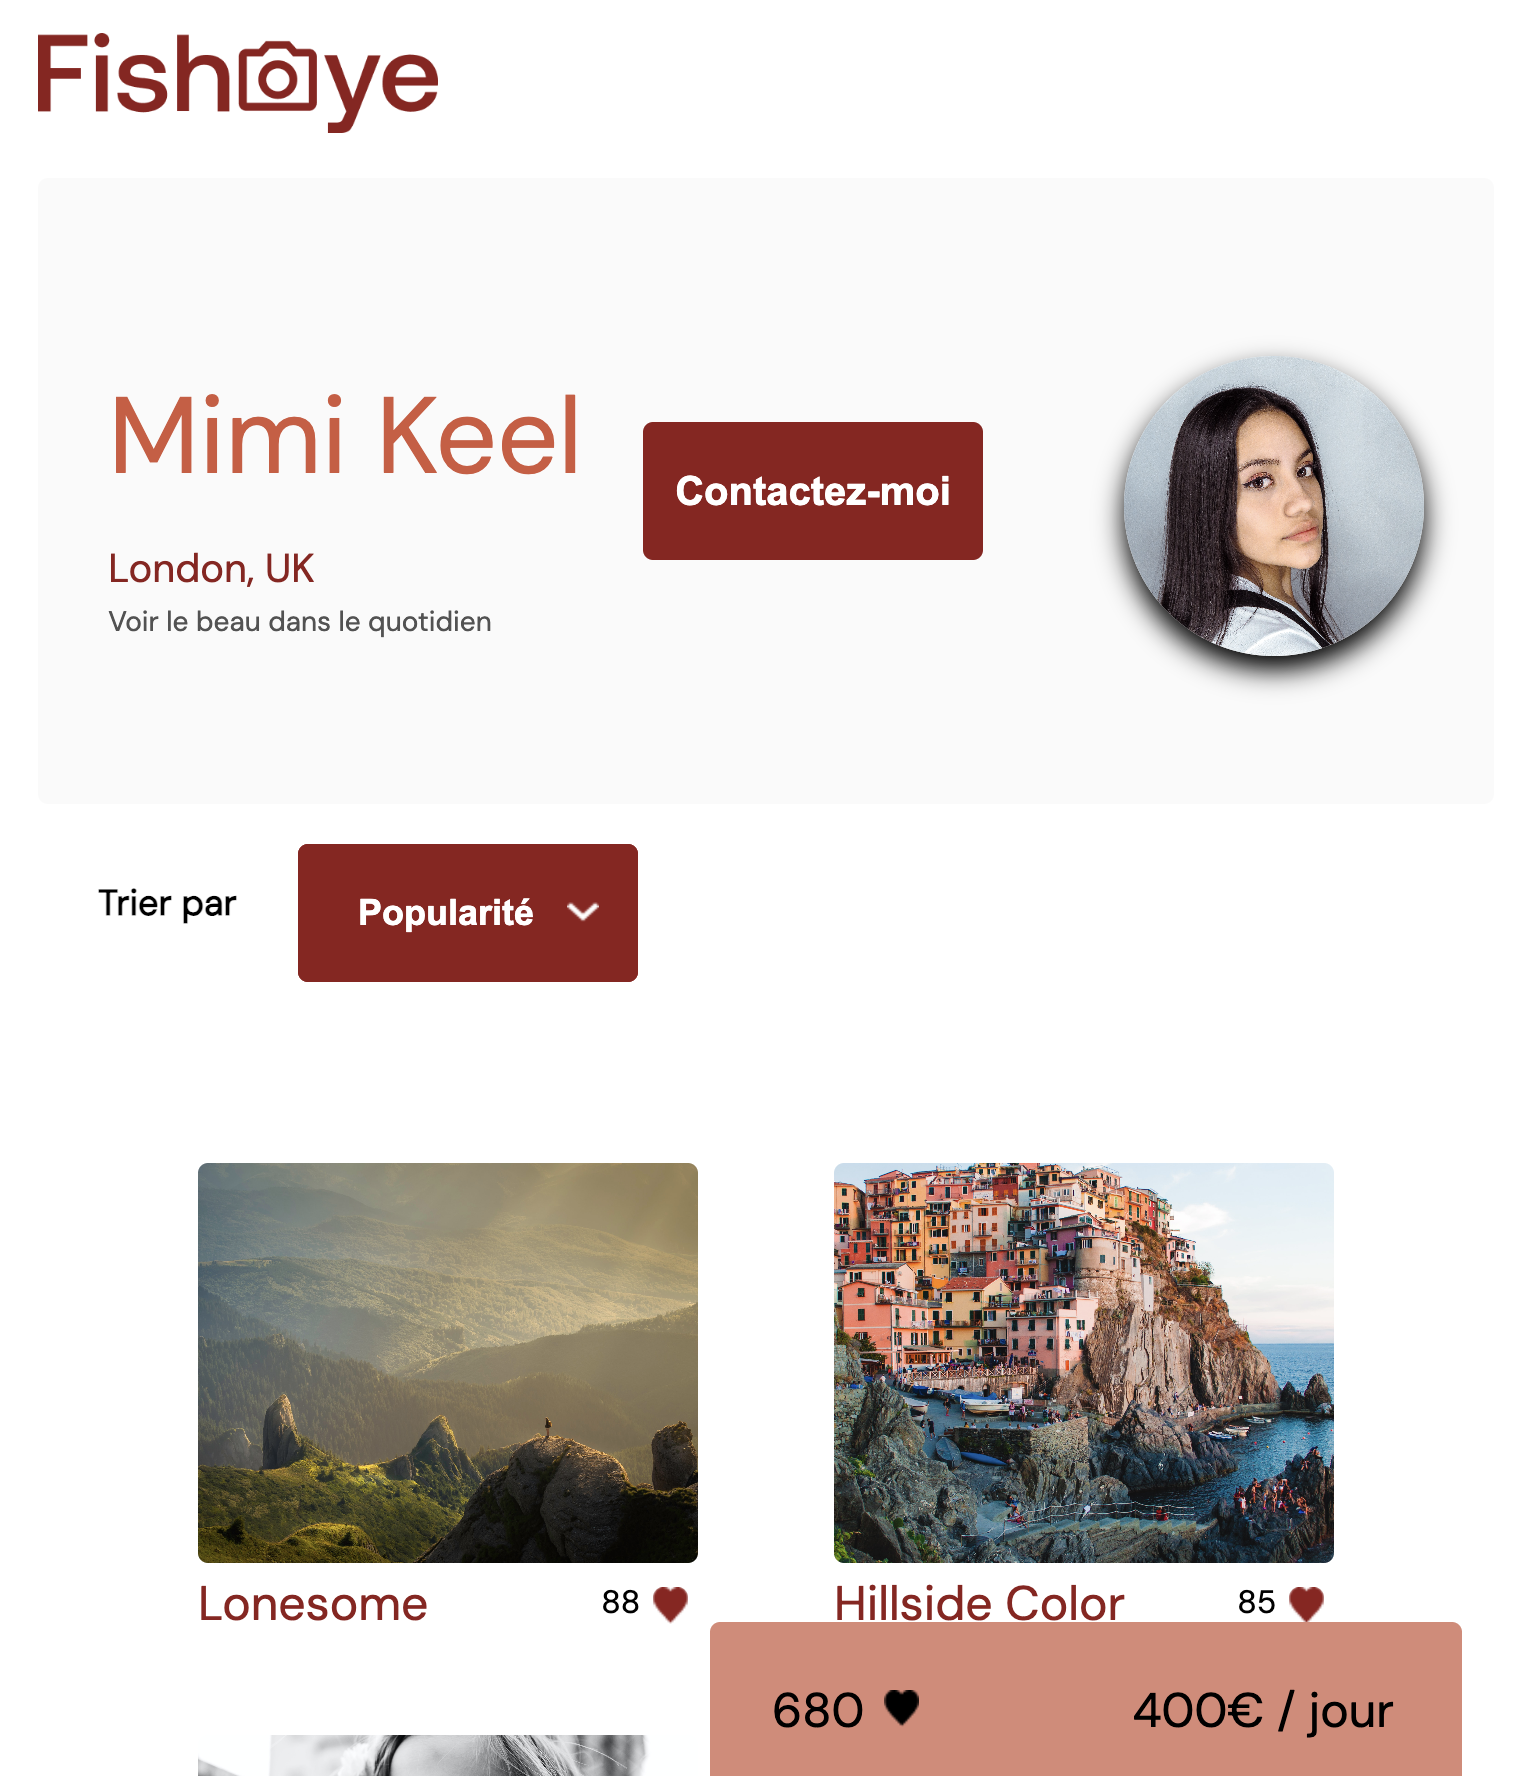 Fisheye
Mimi Keel
Contactez-moi
London, UK
Voir le beau dans le quotidien
Trier par
Popularité
Lonesome
88
Hillside Color
85
680
400€ / jour